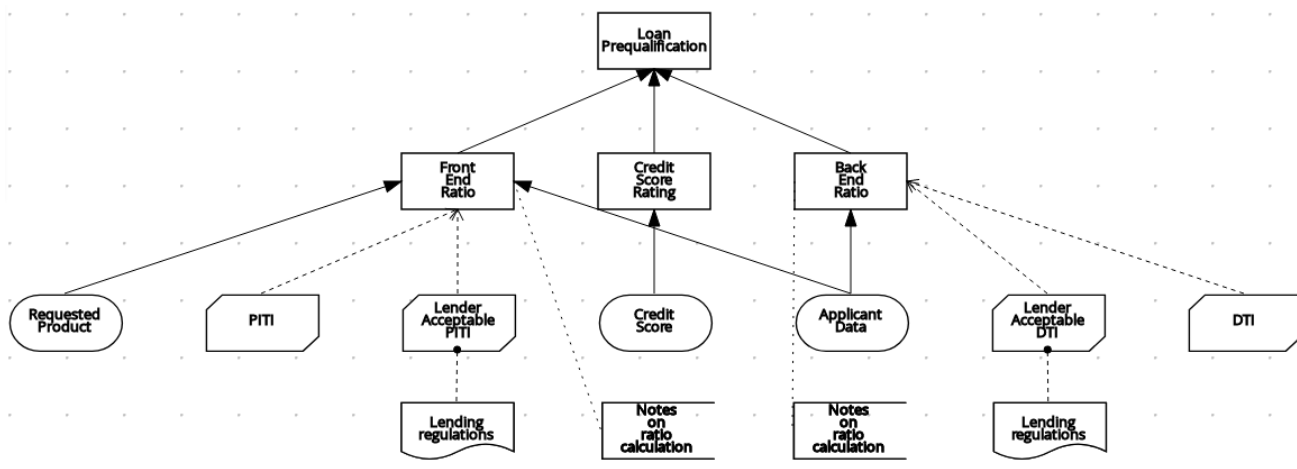 Loan
Prequalification
Front
End
Ratio
Credit
Score
Rating
Back
End
Ratio
Requested
Product
PITI
Lender
Acceptable
PITI
Credit
Score
Applicant
Data
Lender
Acceptable
DTI
DTI
Lending
regulations
Notes
on
ratio
calculation
Notes
on
ratio
calculation
Lending
regulations